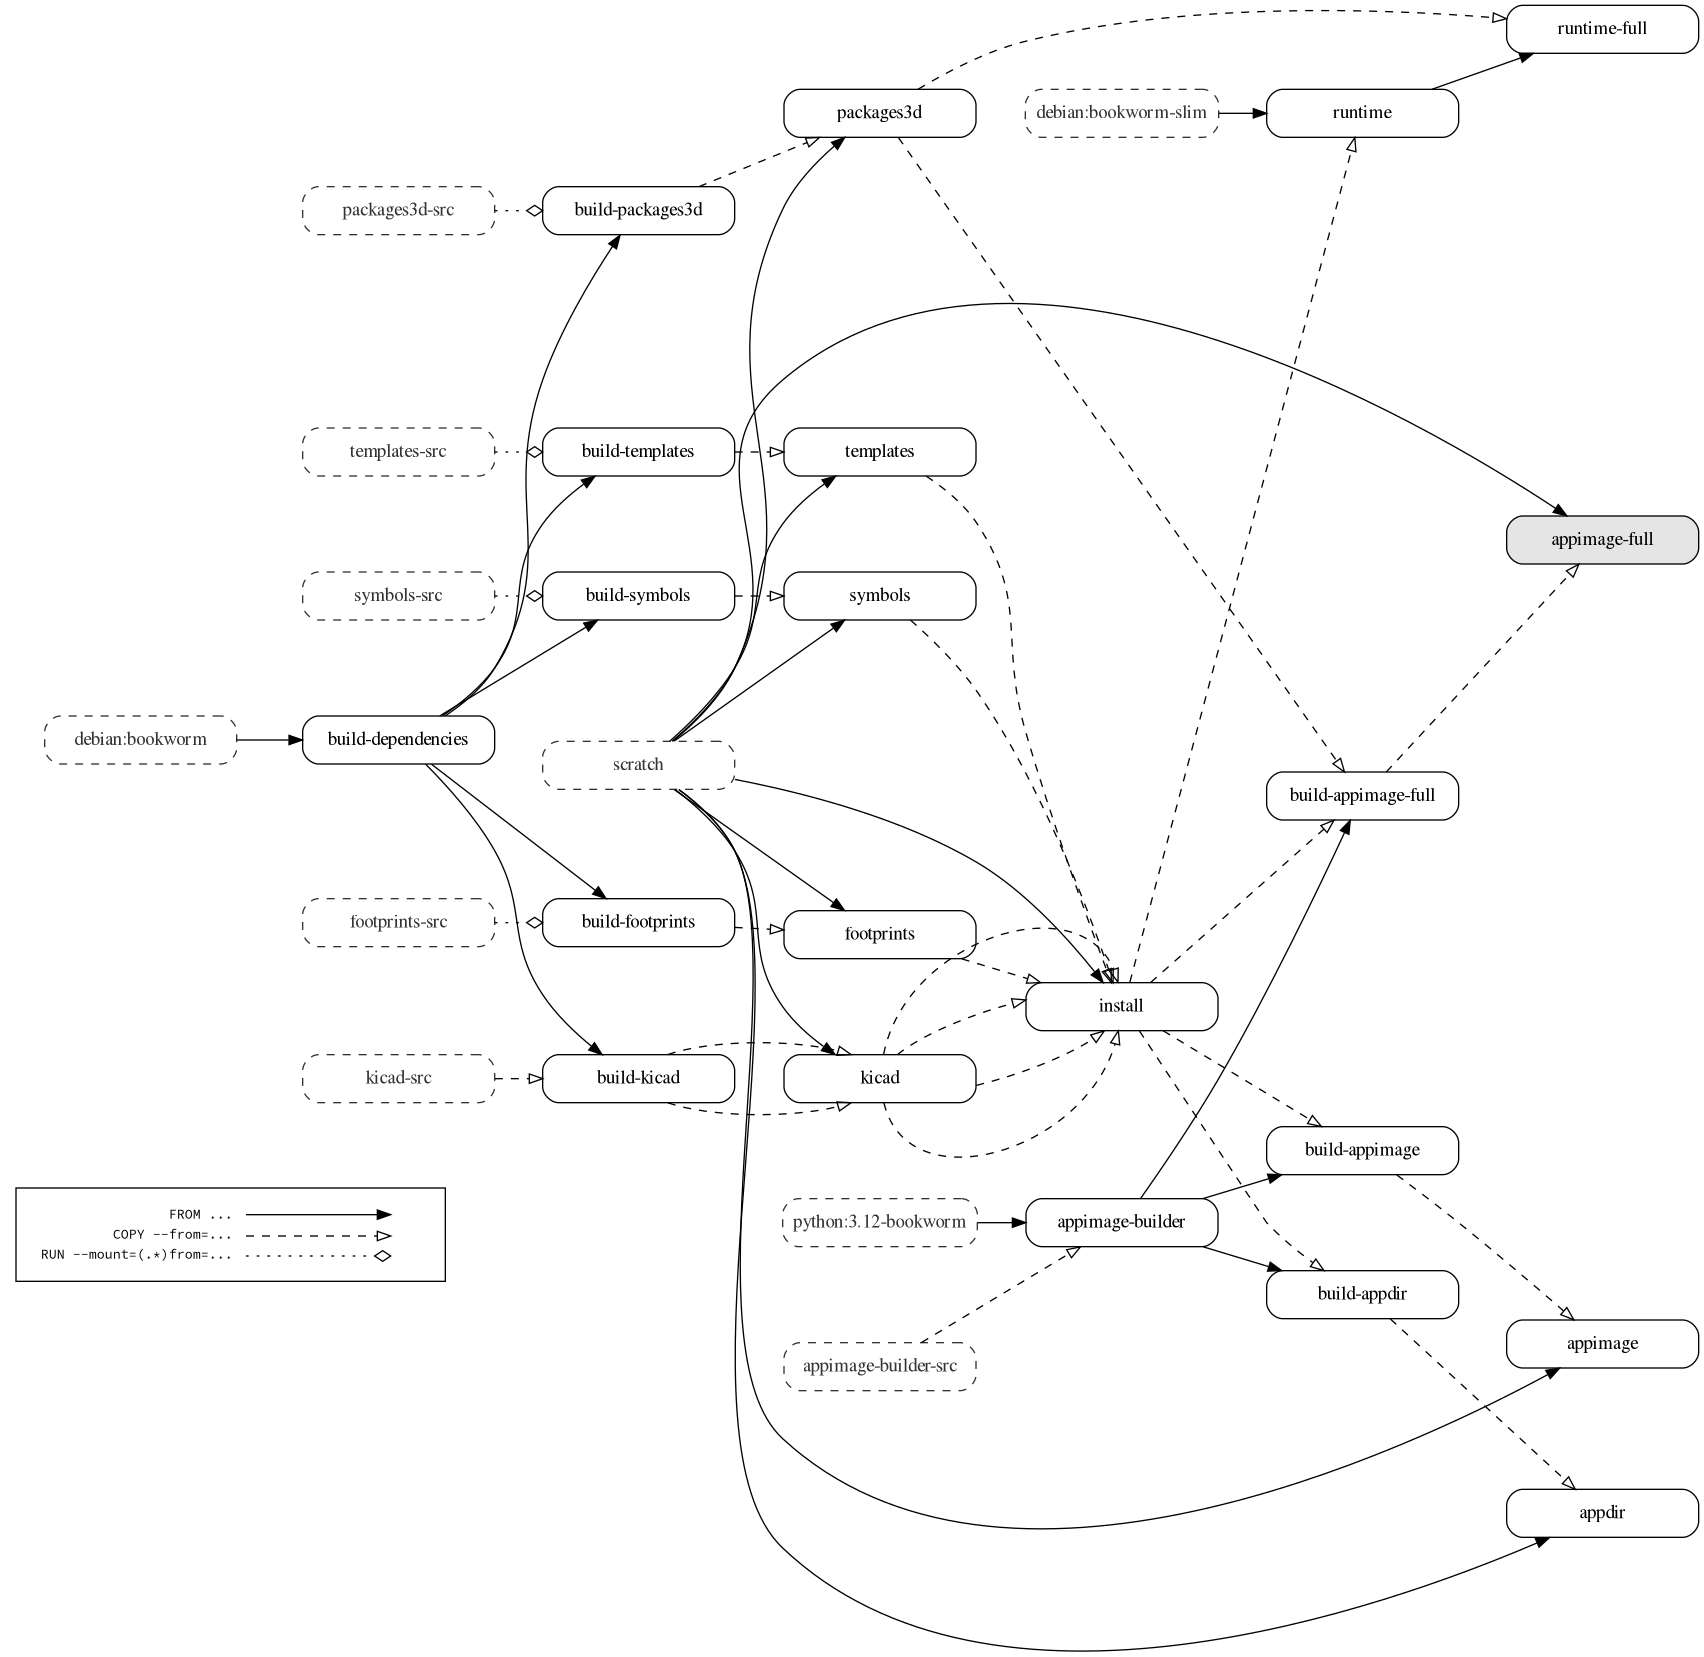 runtime-full
packages3d
debian:bookworm-slim
runtime
packages3d-src
build-packages3d
templates-src
build-templates
templates
appimage-full
symbols-src
build-symbols
symbols
debian:bookworm
build-dependencies
scratch
build-appimage-full
footprints-src
build-footprints
footprints
install
kicad-src
build-kicad
kicad
build-appimage
python:3.12-bookworm
appimage-builder
build-appdir
appimage-builder-src
appimage
appdir
FROM ...
COPY --from=...
RUN --mount=(.*)from=...